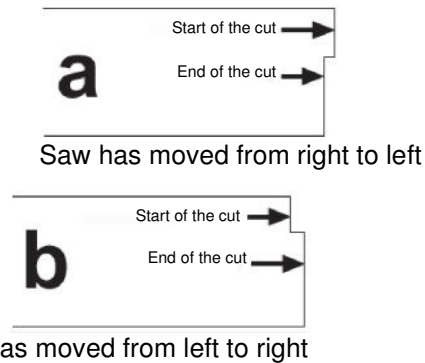 Start of the cut
a
End of the cut
Saw has moved from right to left
Start of the cut
b
End of the cut
as moved from left to right